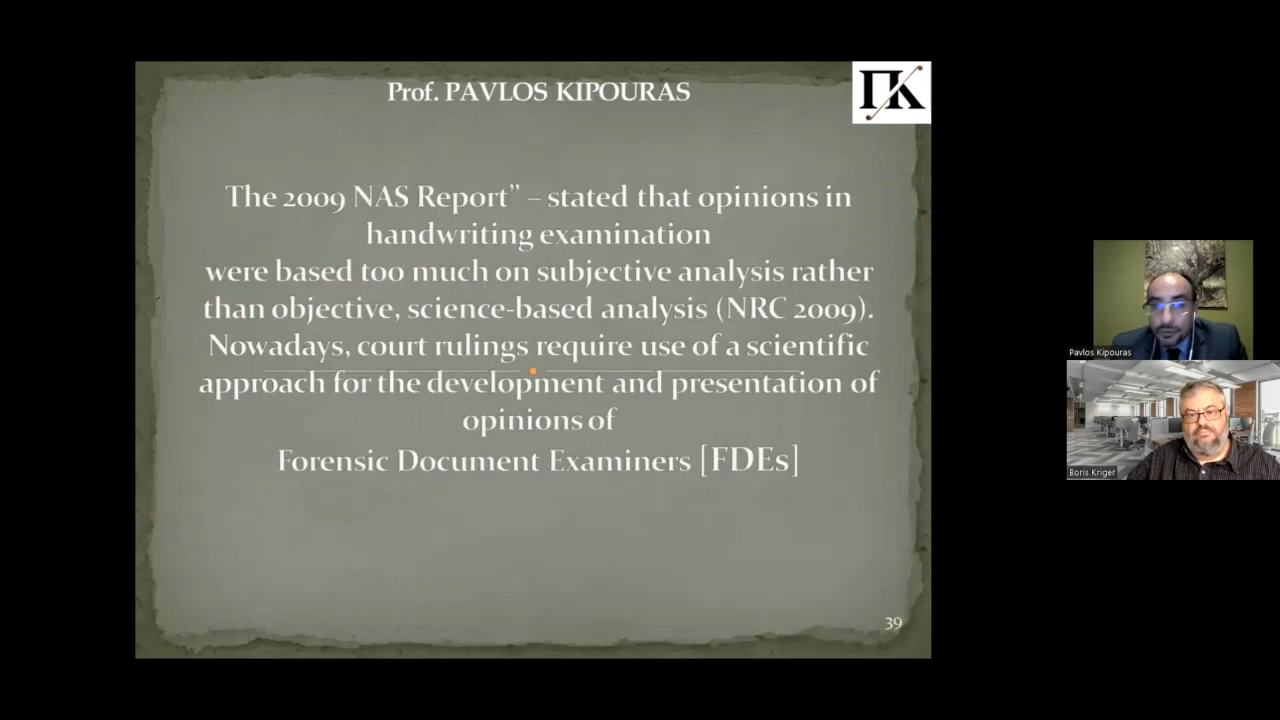 Prof. PAVLOS KIPOURAS
ΠΚ
The 2009 NAS Report” – stated that opinions in
handwriting examination
were based too much on subjective analysis rather
than objective, science-based analysis (NRC 2009).
Nowadays, court rulings require use of a scientific
approach for the development and presentation of
opinions of
Forensic Document Examiners [FDEs]
39
Pavlos Kipouras
Boris Kriger